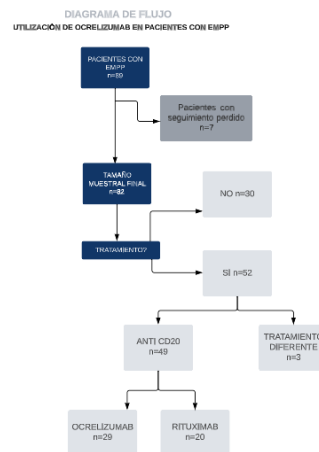 DIAGRAMA DE FLUJO
UTILIZACIÓN DE OCRELIZUMAB EN PACIENTES CON EMPP
PACIENTES CON
EMPP
n=89
Pacientes con
seguimiento perdido
n=7
TAMAÑO
MUESTRAL FINAL
n=82
NO n=30
TRATAMIENTO?
SÍ n=52
ANTI CD20
n=49
TRATAMIENTO
DIFERENTE
n=3
OCRELIZUMAB
n=29
RITUXIMAB
n=20